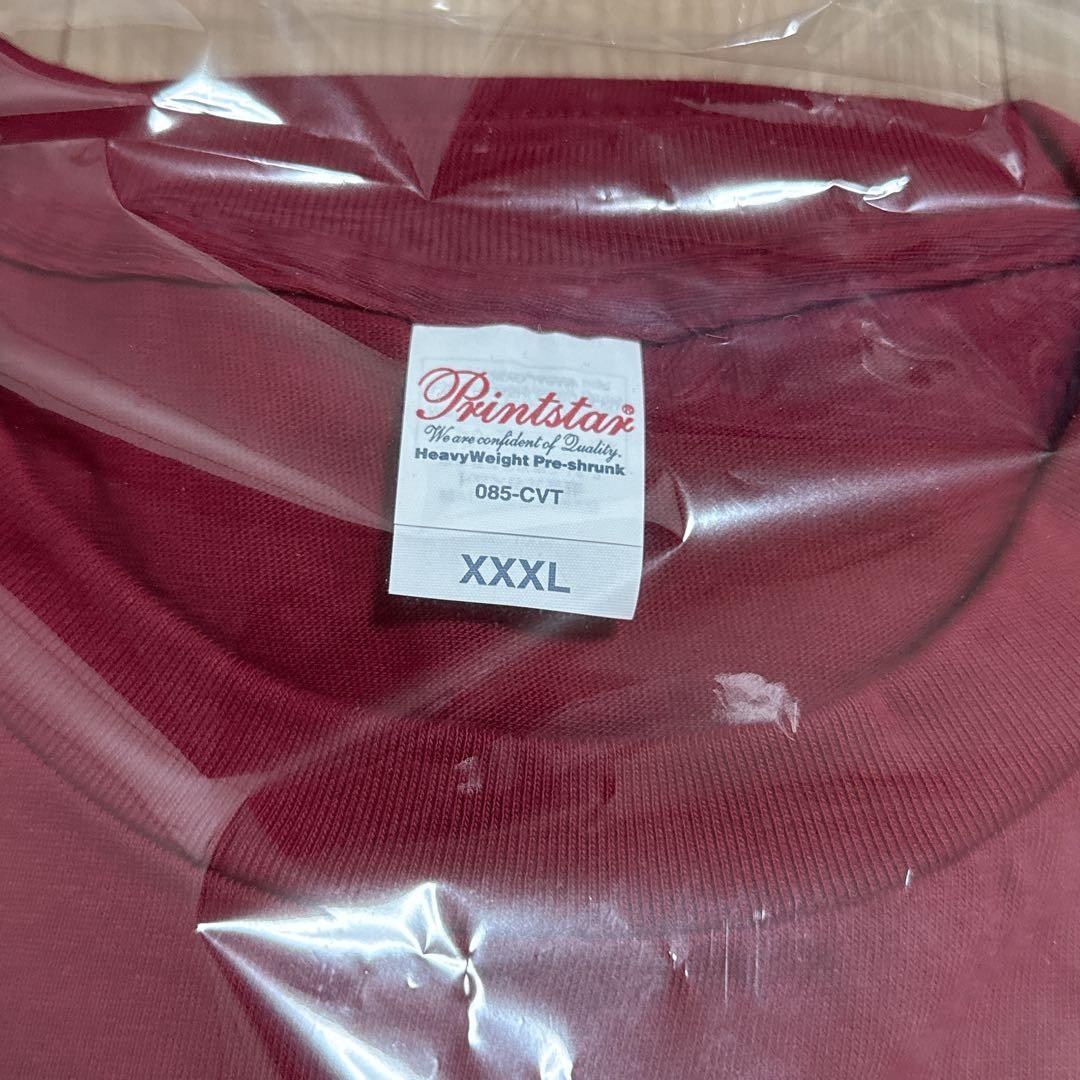 Printstar®
We are confident of Quality.
HeavyWeight Pre-shrunk
085-CVT
XXXL